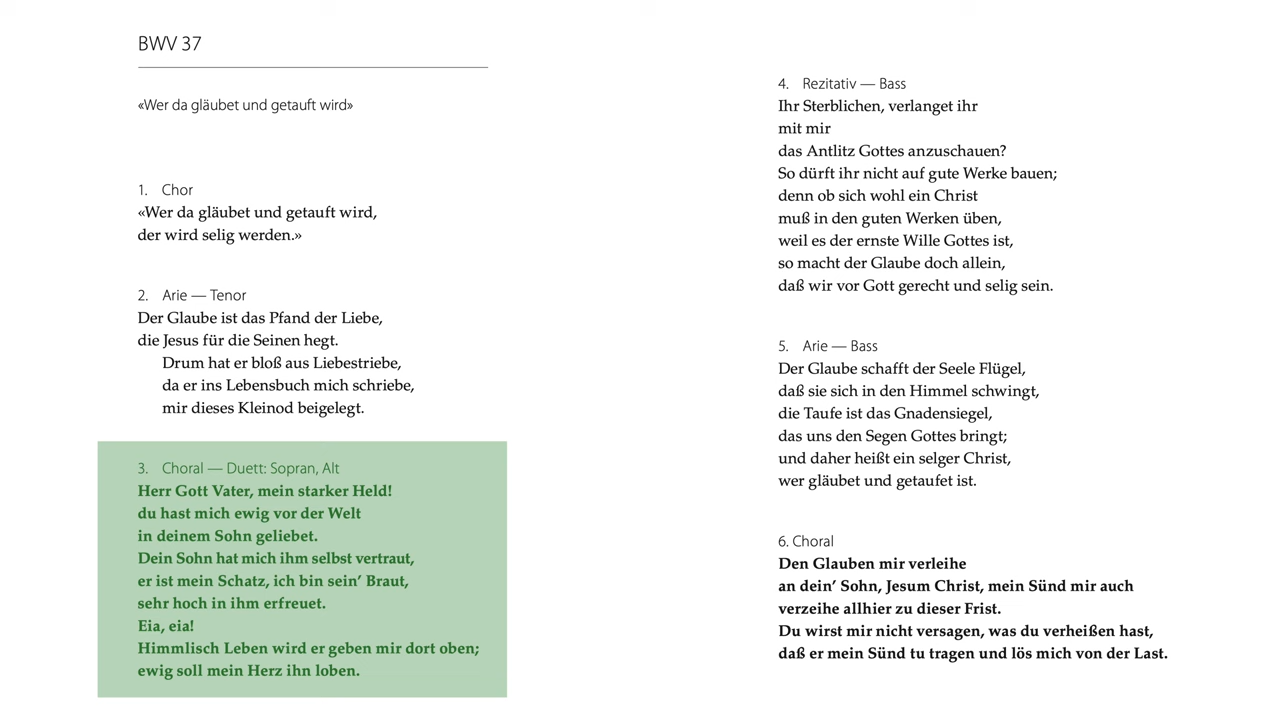 BWV 37
«Wer da gläubet und getauft wird»
1. Chor
«Wer da gläubet und getauft wird,
der wird selig werden.»
2. Arie — Tenor
Der Glaube ist das Pfand der Liebe,
die Jesus für die Seinen hegt.
Drum hat er bloß aus Liebestriebe,
da er ins Lebensbuch mich schriebe,
mir dieses Kleinod beigelegt.
3. Choral — Duett: Sopran, Alt
Herr Gott Vater, mein starker Held!
du hast mich ewig vor der Welt
in deinem Sohn geliebet.
Dein Sohn hat mich ihm selbst vertraut,
er ist mein Schatz, ich bin sein’ Braut,
sehr hoch in ihm erfreuet.
Eia, eia!
Himmlisch Leben wird er geben mir dort oben;
ewig soll mein Herz ihn loben.
4. Rezitativ — Bass
Ihr Sterblichen, verlanget ihr
mit mir
das Antlitz Gottes anzuschauen?
So dürft ihr nicht auf gute Werke bauen;
denn ob sich wohl ein Christ
muß in den guten Werken üben,
weil es der ernste Wille Gottes ist,
so macht der Glaube doch allein,
daß wir vor Gott gerecht und selig sein.
5. Arie — Bass
Der Glaube schafft der Seele Flügel,
daß sie sich in den Himmel schwingt,
die Taufe ist das Gnadensiegel,
das uns den Segen Gottes bringt;
und daher heißt ein selger Christ,
wer gläubet und getaufet ist.
6. Choral
Den Glauben mir verleihe
an dein’ Sohn, Jesum Christ, mein Sünd mir auch
verzeihe allhier zu dieser Frist.
Du wirst mir nicht versagen, was du verheißen hast,
daß er mein Sünd tu tragen und lös mich von der Last.